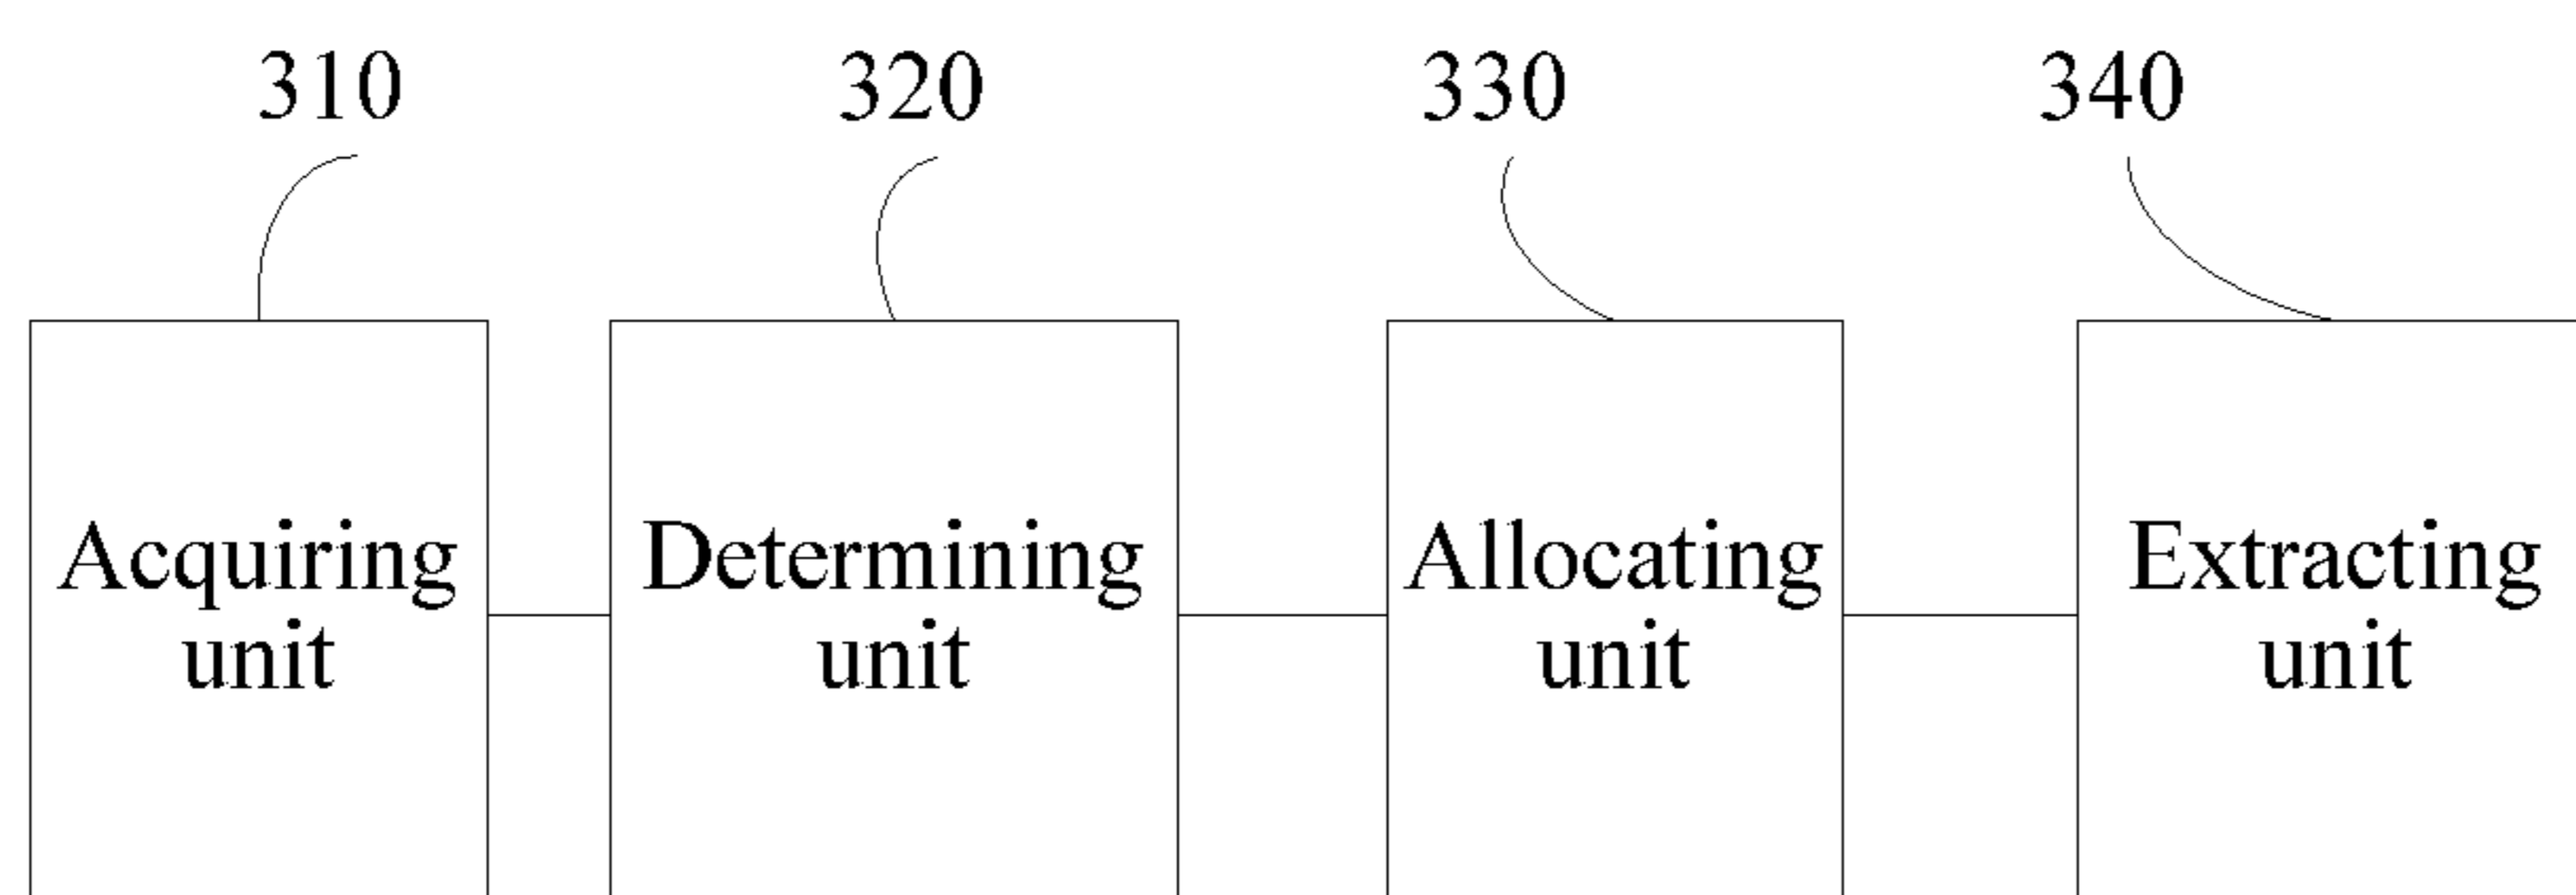 310
320
330
340
Acquiring
unit
Determining
unit
Allocating
unit
Extracting
unit